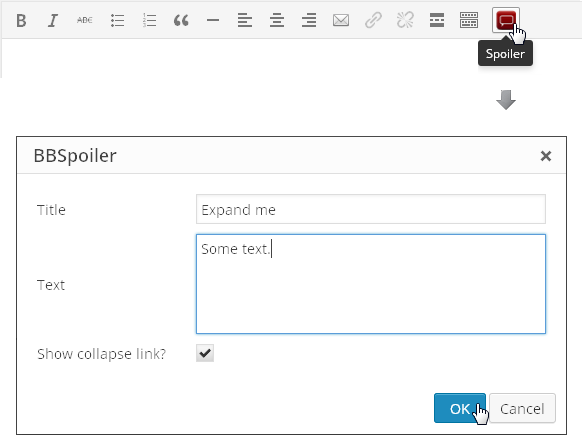 B I ABC
Spoiler
BBSpoiler
Title Expand me
Some text.
Text
Show collapse link?
OK Cancel